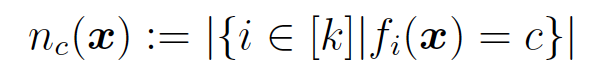 n_c(𝒙) := |{i ∈ [k]|f_i(𝒙) = c}|